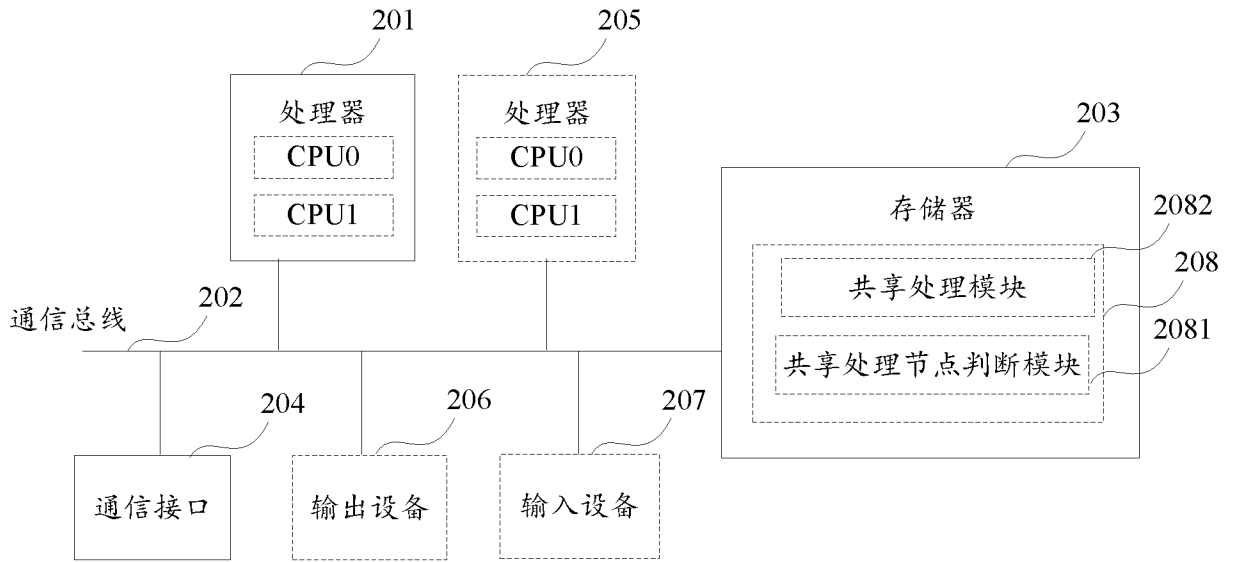 201
205
处理器
CPU0
CPU1
处理器
CPU0
CPU1
203
存储器
2082
208
共享处理模块
2081
共享处理节点判断模块
通信总线
202
204
206
207
通信接口
输出设备
输入设备